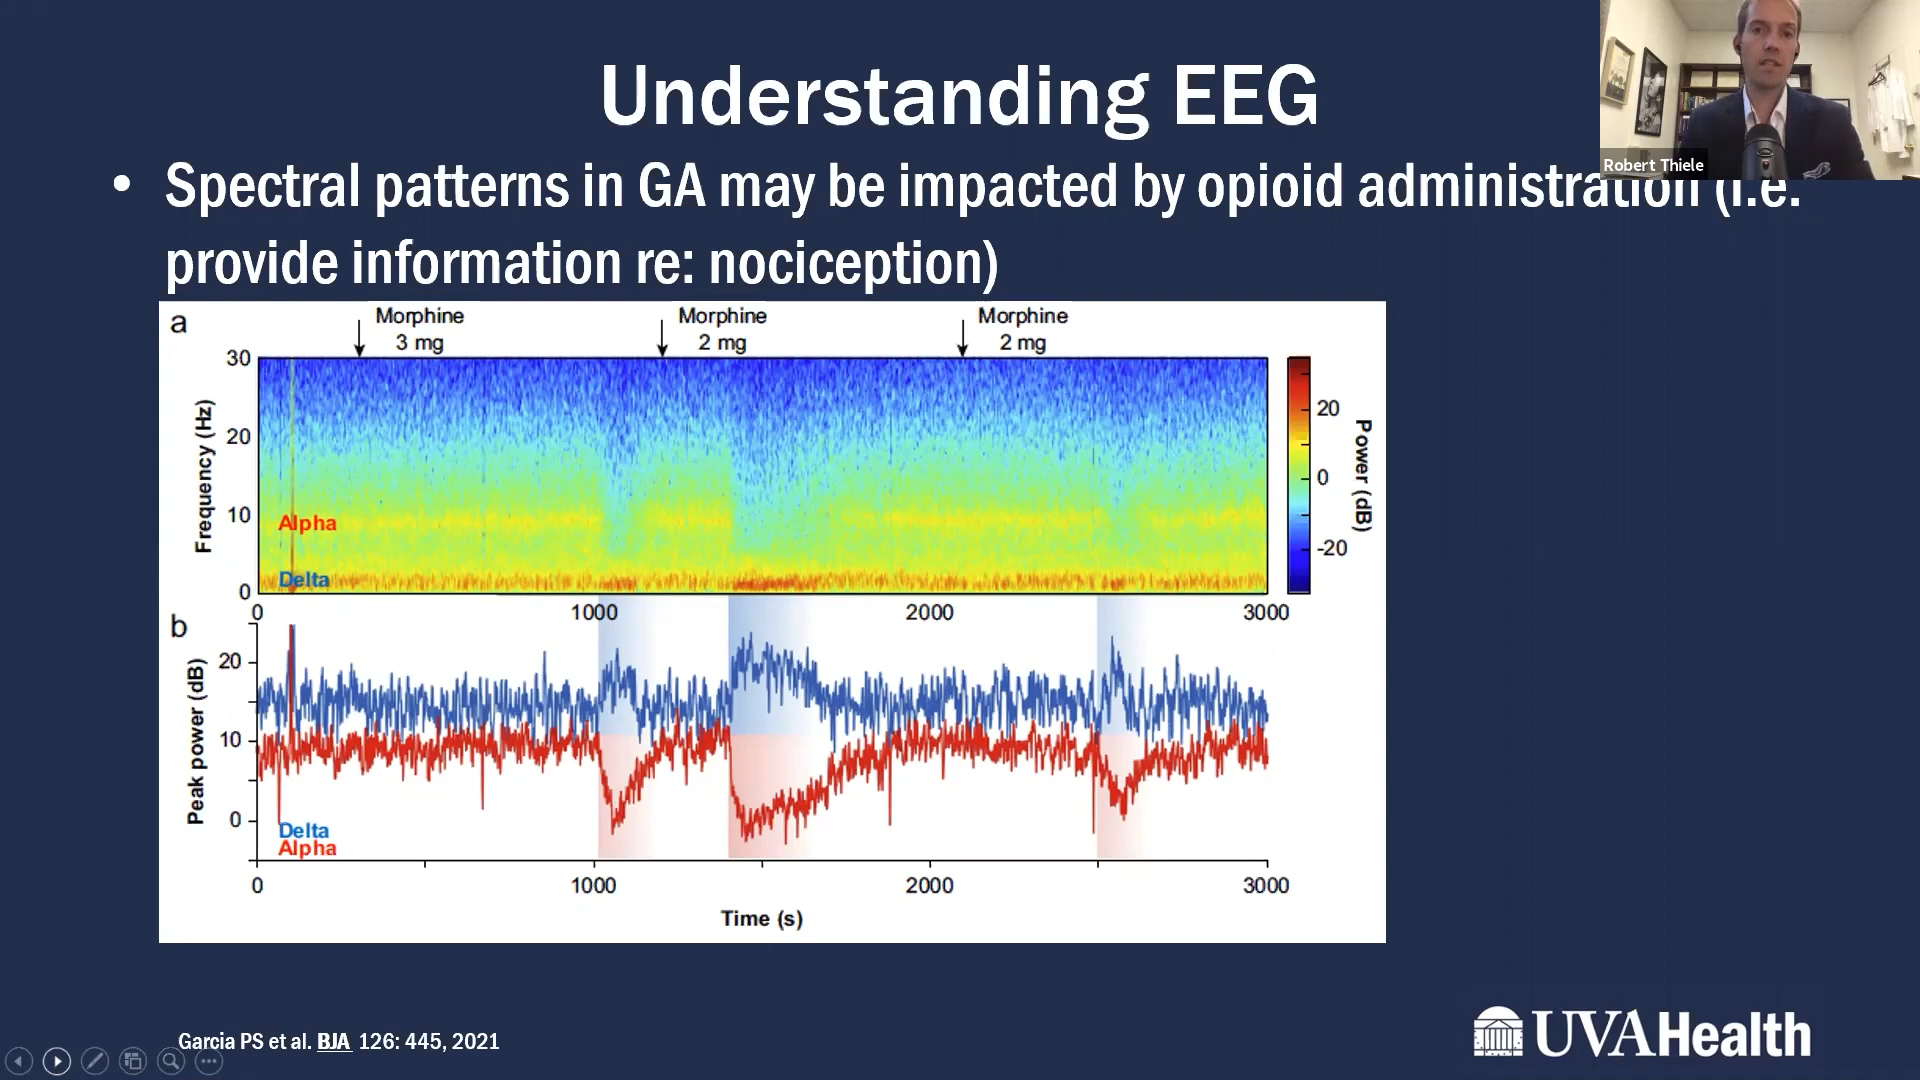 Understanding EEG
Robert Thiele
• Spectral patterns in GA may be impacted by opioid administration (i.e.
provide information re: nociception)
a
Morphine
3 mg
Morphine
2 mg
Morphine
2 mg
30
20
10
0
Frequency (Hz)
Alpha
Delta
20
0
-20
Power (dB)
0 1000 2000 3000
b
20
10
0
Peak power (dB)
Delta
Alpha
0 1000 2000 3000
Time (s)
Garcia PS et al. BJA 126: 445, 2021
UVAHealth